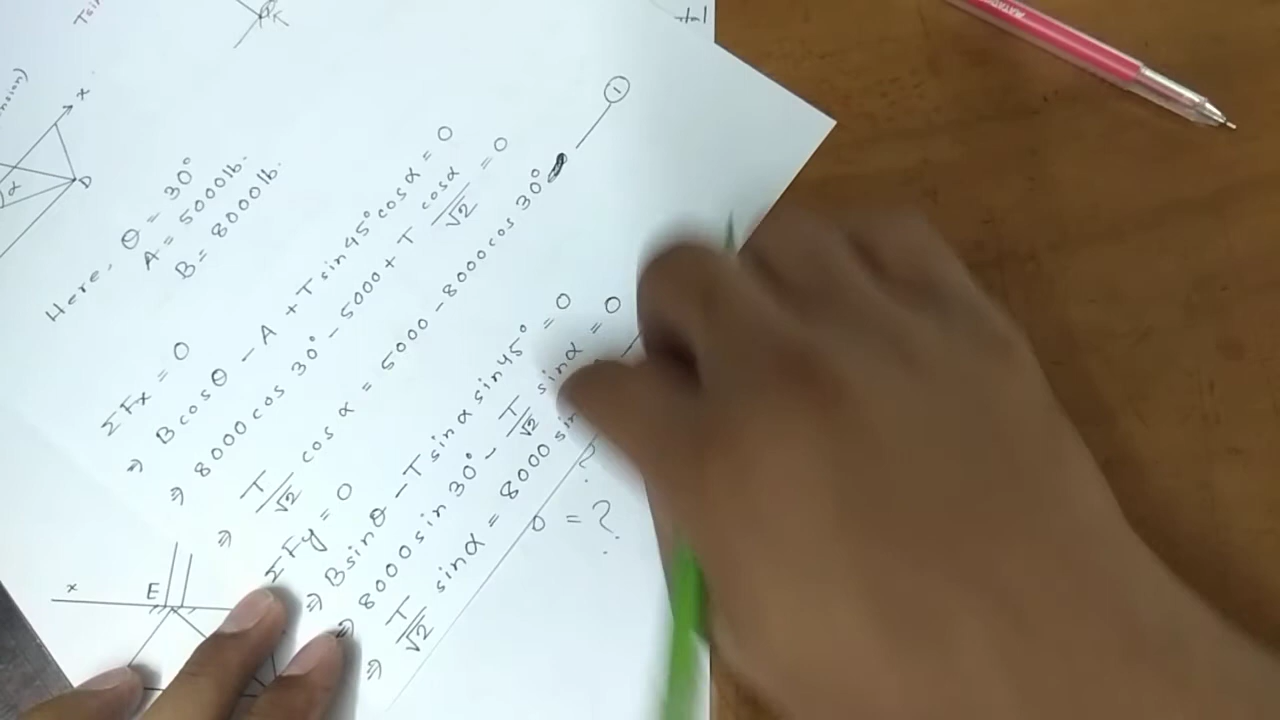 Here,
θ = 30°
A = 5000 lb.
B = 8000 lb.
ΣFx = 0
⇒ B cos θ - A + T sin 45° cos α = 0
⇒ 8000 cos 30° - 5000 + T cos α / √2 = 0
⇒ T/√2 cos α = 5000 - 8000 cos 30° — ①
ΣFy = 0
⇒ B sin θ - T sin α sin 45° = 0
⇒ 8000 sin 30° - T/√2 sin α = 0
⇒ T/√2 sin α = 8000
= ?
x
D
α
x
E